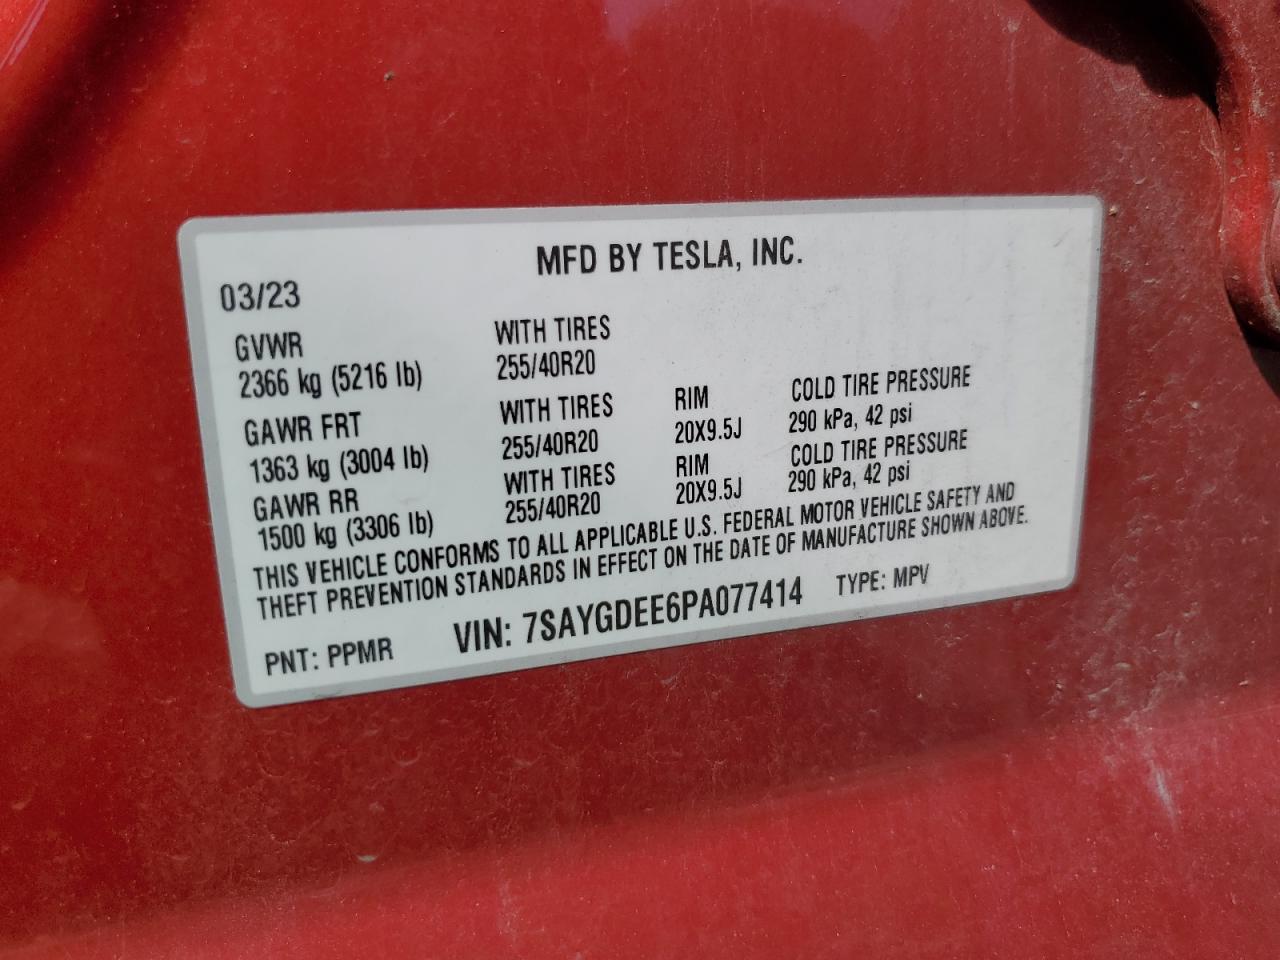 MFD BY TESLA, INC.
03/23
GVWR WITH TIRES
2366 kg (5216 lb) 255/40R20
GAWR FRT WITH TIRES RIM COLD TIRE PRESSURE
1363 kg (3004 lb) 255/40R20 20X9.5J 290 kPa, 42 psi
GAWR RR WITH TIRES RIM COLD TIRE PRESSURE
1500 kg (3306 lb) 255/40R20 20X9.5J 290 kPa, 42 psi
THIS VEHICLE CONFORMS TO ALL APPLICABLE U.S. FEDERAL MOTOR VEHICLE SAFETY AND
THEFT PREVENTION STANDARDS IN EFFECT ON THE DATE OF MANUFACTURE SHOWN ABOVE.
PNT: PPMR VIN: 7SAYGDEE6PA077414 TYPE: MPV